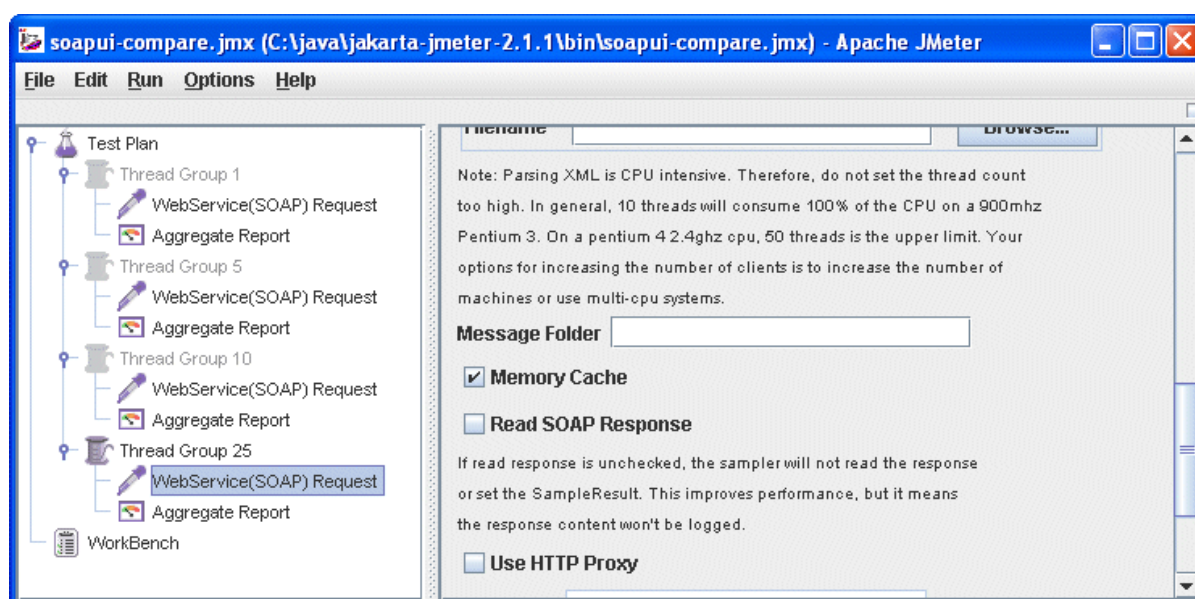 soapui-compare.jmx (C:\java\jakarta-jmeter-2.1.1\bin\soapui-compare.jmx) - Apache JMeter
File Edit Run Options Help
Test Plan
Thread Group 1
WebService(SOAP) Request
Aggregate Report
Thread Group 5
WebService(SOAP) Request
Aggregate Report
Thread Group 10
WebService(SOAP) Request
Aggregate Report
Thread Group 25
WebService(SOAP) Request
Aggregate Report
WorkBench
Filename Browse...
Note: Parsing XML is CPU intensive. Therefore, do not set the thread count
too high. In general, 10 threads will consume 100% of the CPU on a 900mhz
Pentium 3. On a pentium 4 2.4ghz cpu, 50 threads is the upper limit. Your
options for increasing the number of clients is to increase the number of
machines or use multi-cpu systems.
Message Folder
Memory Cache
Read SOAP Response
If read response is unchecked, the sampler will not read the response
or set the SampleResult. This improves performance, but it means
the response content won't be logged.
Use HTTP Proxy